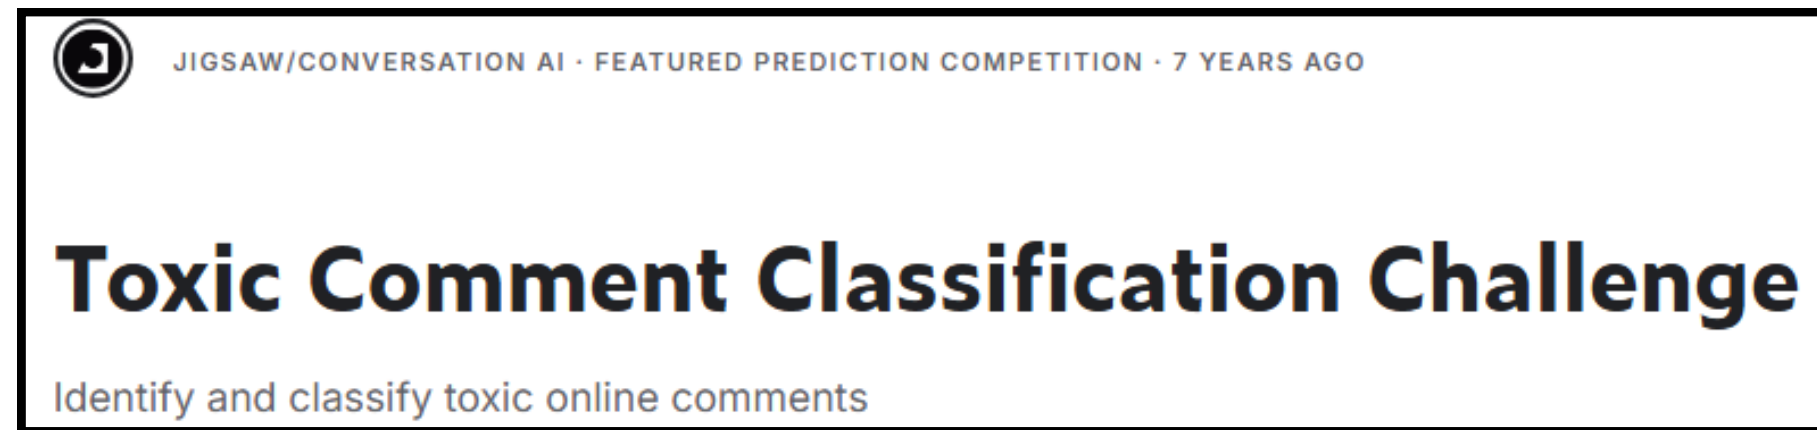 JIGSAW/CONVERSATION AI · FEATURED PREDICTION COMPETITION · 7 YEARS AGO
Toxic Comment Classification Challenge
Identify and classify toxic online comments